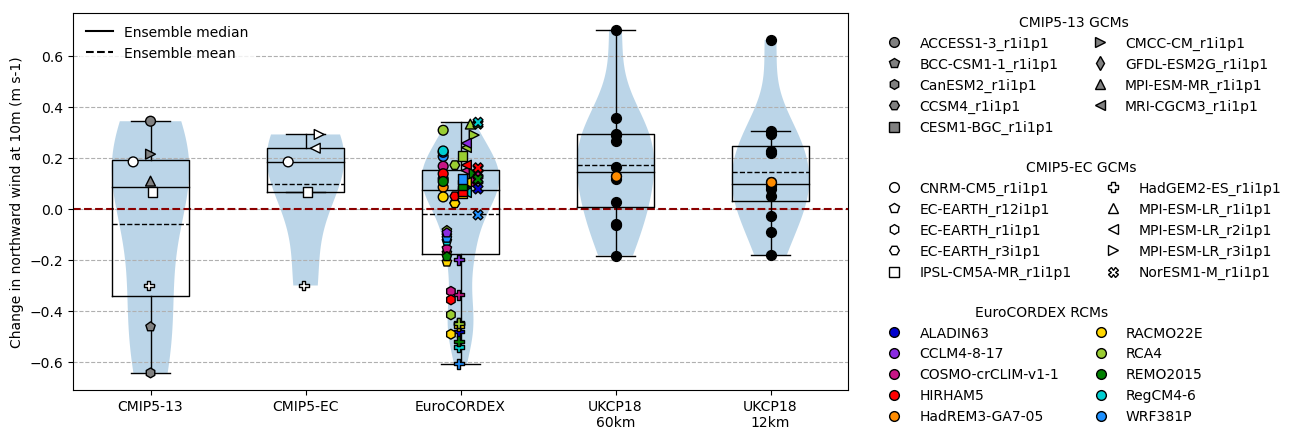 Change in northward wind at 10m (m s-1)
0.6
0.4
0.2
0.0
−0.2
−0.4
−0.6
Ensemble median
Ensemble mean
CMIP5-13
CMIP5-EC
EuroCORDEX
UKCP18
60km
UKCP18
12km
CMIP5-13 GCMs
ACCESS1-3_r1i1p1
BCC-CSM1-1_r1i1p1
CanESM2_r1i1p1
CCSM4_r1i1p1
CESM1-BGC_r1i1p1
CMCC-CM_r1i1p1
GFDL-ESM2G_r1i1p1
MPI-ESM-MR_r1i1p1
MRI-CGCM3_r1i1p1
CMIP5-EC GCMs
CNRM-CM5_r1i1p1
EC-EARTH_r12i1p1
EC-EARTH_r1i1p1
EC-EARTH_r3i1p1
IPSL-CM5A-MR_r1i1p1
HadGEM2-ES_r1i1p1
MPI-ESM-LR_r1i1p1
MPI-ESM-LR_r2i1p1
MPI-ESM-LR_r3i1p1
NorESM1-M_r1i1p1
EuroCORDEX RCMs
ALADIN63
CCLM4-8-17
COSMO-crCLIM-v1-1
HIRHAM5
HadREM3-GA7-05
RACMO22E
RCA4
REMO2015
RegCM4-6
WRF381P